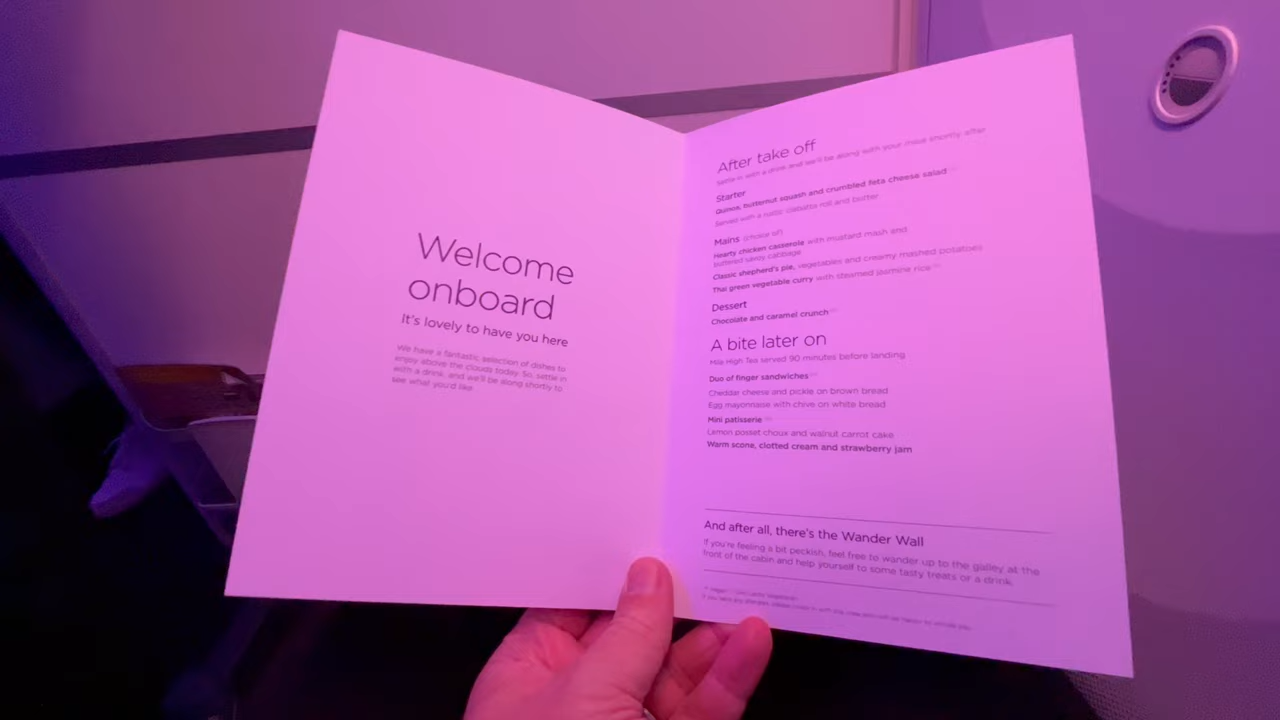 Welcome
onboard
It's lovely to have you here
We have a fantastic selection of dishes to
enjoy above the clouds today. So, settle in
with a drink, and we'll be along shortly to
see what you'd like.
After take off
Settle in with a drink and we'll be along with your meal shortly after
Starter
Quinoa, butternut squash and crumbled feta cheese salad
Served with a rustic ciabatta roll and butter
Mains (choice of)
Hearty chicken casserole with mustard mash and
buttered savoy cabbage
Classic shepherd's pie, vegetables and creamy mashed potatoes
Thai green vegetable curry with steamed jasmine rice
Dessert
Chocolate and caramel crunch
A bite later on
Mile High Tea served 90 minutes before landing
Duo of finger sandwiches
Cheddar cheese and pickle on brown bread
Egg mayonnaise with chive on white bread
Mini patisserie
Lemon posset choux and walnut carrot cake
Warm scone, clotted cream and strawberry jam
And after all, there's the Wander Wall
If you're feeling a bit peckish, feel free to wander up to the galley at the
front of the cabin and help yourself to some tasty treats or a drink.